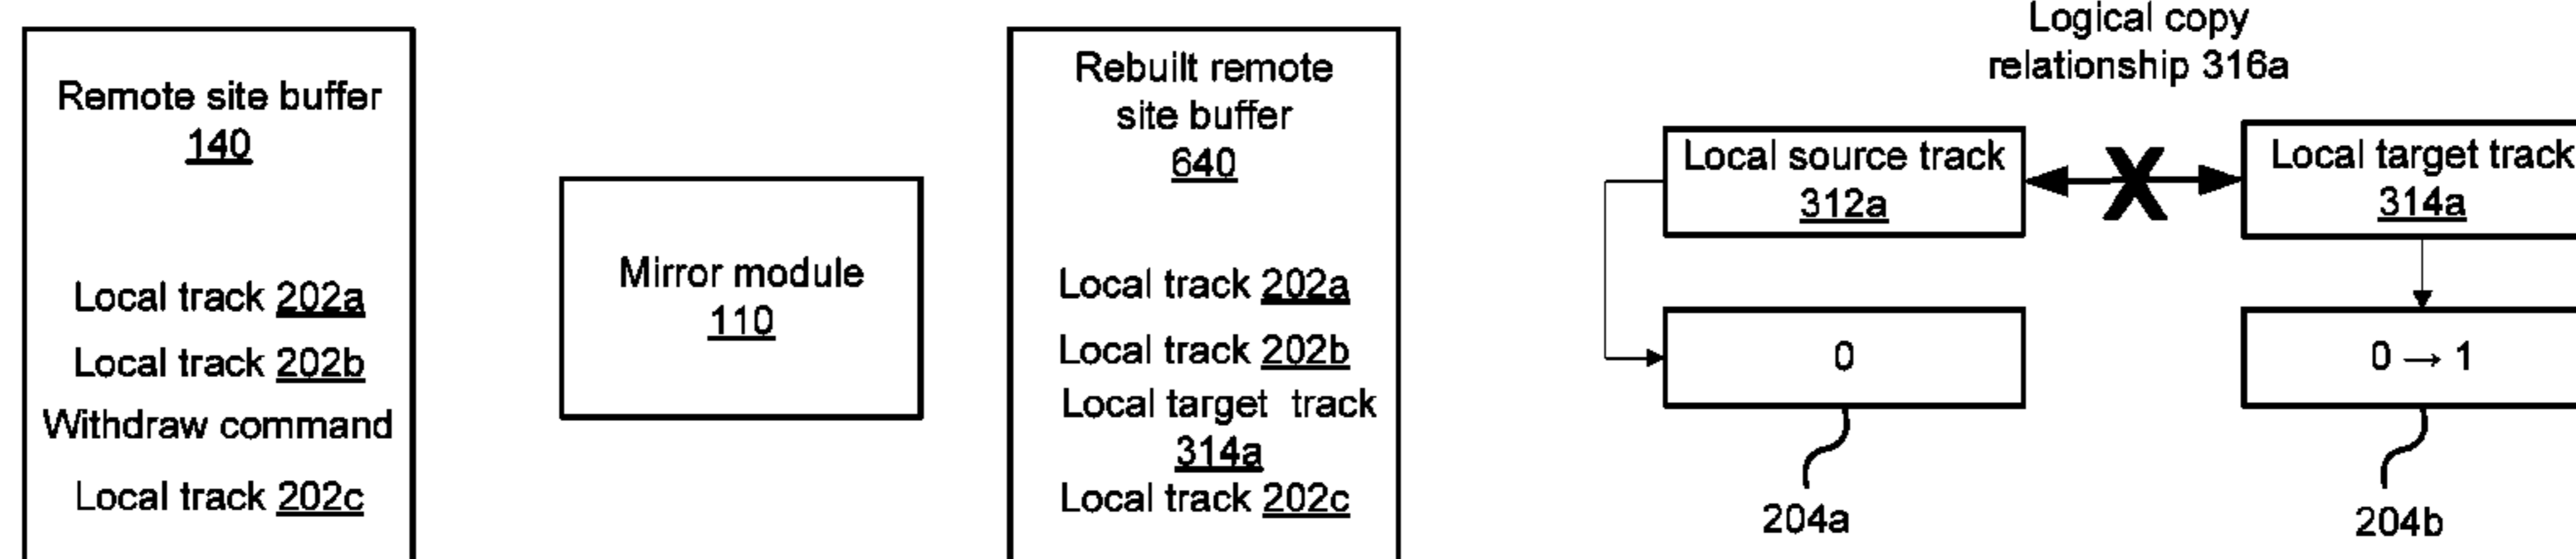 Remote site buffer
140
Local track 202a
Local track 202b
Withdraw command
Local track 202c
Mirror module
110
Rebuilt remote
site buffer
640
Local track 202a
Local track 202b
Local target track
314a
Local track 202c
Logical copy
relationship 316a
Local source track
312a
X
Local target track
314a
0
0 → 1
204a
204b